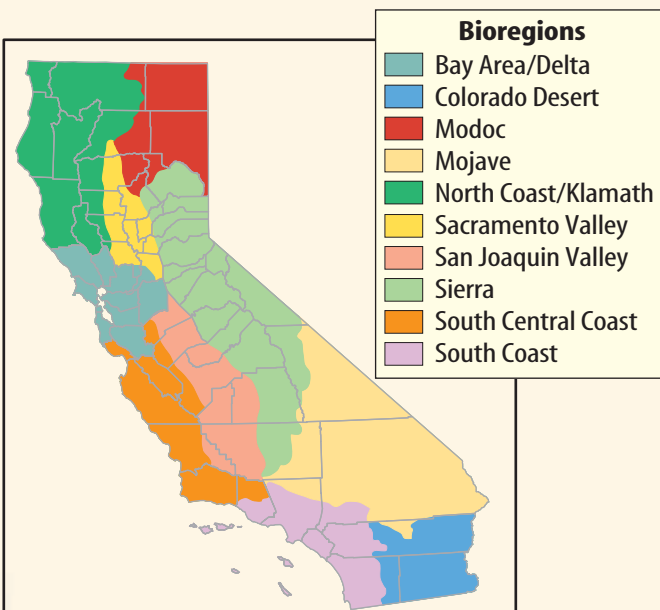 Bioregions
Bay Area/Delta
Colorado Desert
Modoc
Mojave
North Coast/Klamath
Sacramento Valley
San Joaquin Valley
Sierra
South Central Coast
South Coast